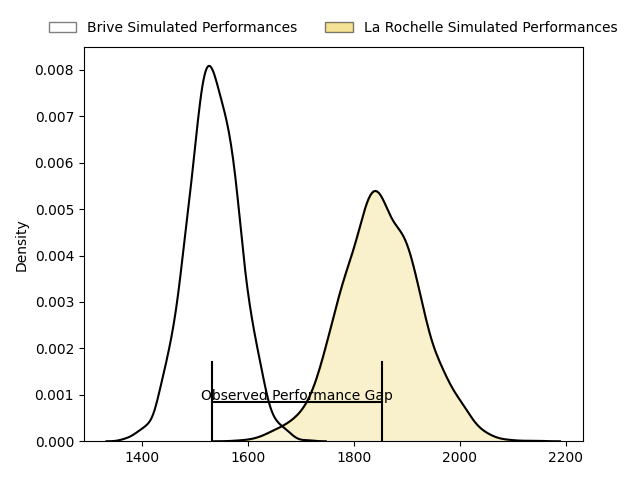 Brive Simulated Performances
La Rochelle Simulated Performances
0.008
0.007
0.006
0.005
0.004
0.003
0.002
0.001
0.000
Density
Observed Performance Gap
1400 1600 1800 2000 2200